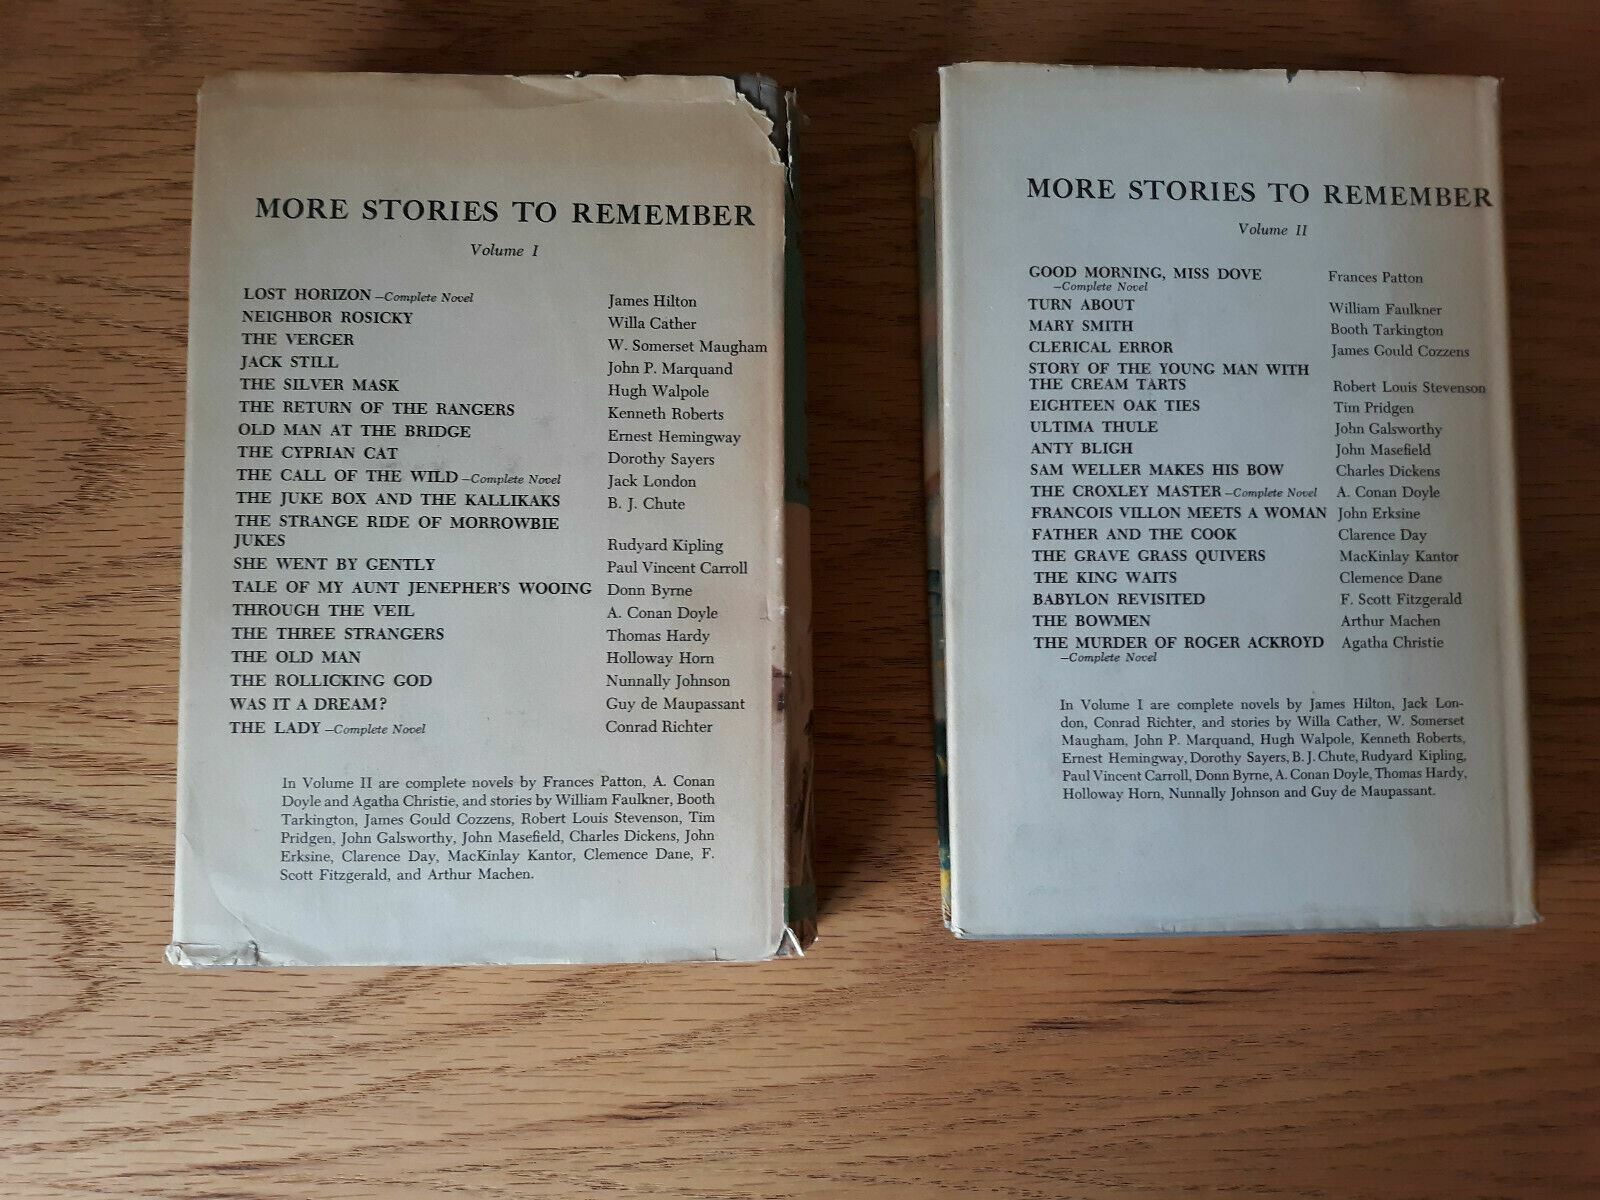 MORE STORIES TO REMEMBER
Volume I
LOST HORIZON —Complete Novel James Hilton
NEIGHBOR ROSICKY Willa Cather
THE VERGER W. Somerset Maugham
JACK STILL John P. Marquand
THE SILVER MASK Hugh Walpole
THE RETURN OF THE RANGERS Kenneth Roberts
OLD MAN AT THE BRIDGE Ernest Hemingway
THE CYPRIAN CAT Dorothy Sayers
THE CALL OF THE WILD —Complete Novel Jack London
THE JUKE BOX AND THE KALLIKAKS B. J. Chute
THE STRANGE RIDE OF MORROWBIE
JUKES Rudyard Kipling
SHE WENT BY GENTLY Paul Vincent Carroll
TALE OF MY AUNT JENEPHER'S WOOING Donn Byrne
THROUGH THE VEIL A. Conan Doyle
THE THREE STRANGERS Thomas Hardy
THE OLD MAN Holloway Horn
THE ROLLICKING GOD Nunnally Johnson
WAS IT A DREAM? Guy de Maupassant
THE LADY —Complete Novel Conrad Richter
In Volume II are complete novels by Frances Patton, A. Conan
Doyle and Agatha Christie, and stories by William Faulkner, Booth
Tarkington, James Gould Cozzens, Robert Louis Stevenson, Tim
Pridgen, John Galsworthy, John Masefield, Charles Dickens, John
Erksine, Clarence Day, MacKinlay Kantor, Clemence Dane, F.
Scott Fitzgerald, and Arthur Machen.
MORE STORIES TO REMEMBER
Volume II
GOOD MORNING, MISS DOVE Frances Patton
—Complete Novel
TURN ABOUT William Faulkner
MARY SMITH Booth Tarkington
CLERICAL ERROR James Gould Cozzens
STORY OF THE YOUNG MAN WITH
THE CREAM TARTS Robert Louis Stevenson
EIGHTEEN OAK TIES Tim Pridgen
ULTIMA THULE John Galsworthy
ANTY BLIGH John Masefield
SAM WELLER MAKES HIS BOW Charles Dickens
THE CROXLEY MASTER —Complete Novel A. Conan Doyle
FRANCOIS VILLON MEETS A WOMAN John Erksine
FATHER AND THE COOK Clarence Day
THE GRAVE GRASS QUIVERS MacKinlay Kantor
THE KING WAITS Clemence Dane
BABYLON REVISITED F. Scott Fitzgerald
THE BOWMEN Arthur Machen
THE MURDER OF ROGER ACKROYD Agatha Christie
—Complete Novel
In Volume I are complete novels by James Hilton, Jack Lon-
don, Conrad Richter, and stories by Willa Cather, W. Somerset
Maugham, John P. Marquand, Hugh Walpole, Kenneth Roberts,
Ernest Hemingway, Dorothy Sayers, B. J. Chute, Rudyard Kipling,
Paul Vincent Carroll, Donn Byrne, A. Conan Doyle, Thomas Hardy,
Holloway Horn, Nunnally Johnson and Guy de Maupassant.